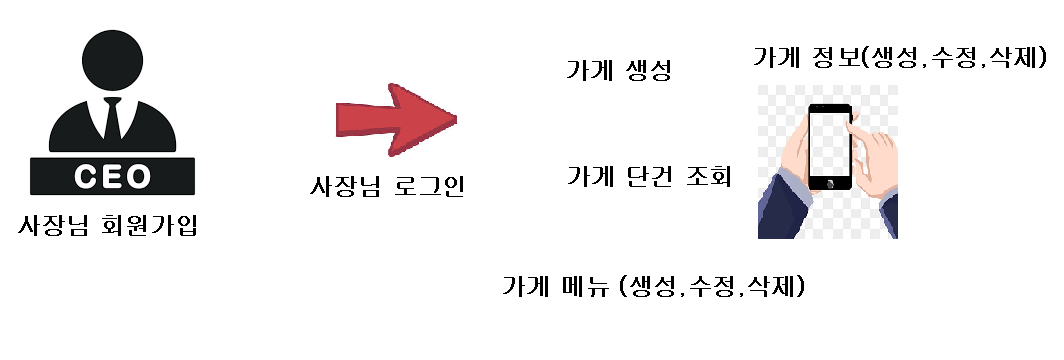 CEO
사장님 회원가입
사장님 로그인
가게 생성
가게 정보(생성,수정,삭제)
가게 단건 조회
가게 메뉴 (생성,수정,삭제)